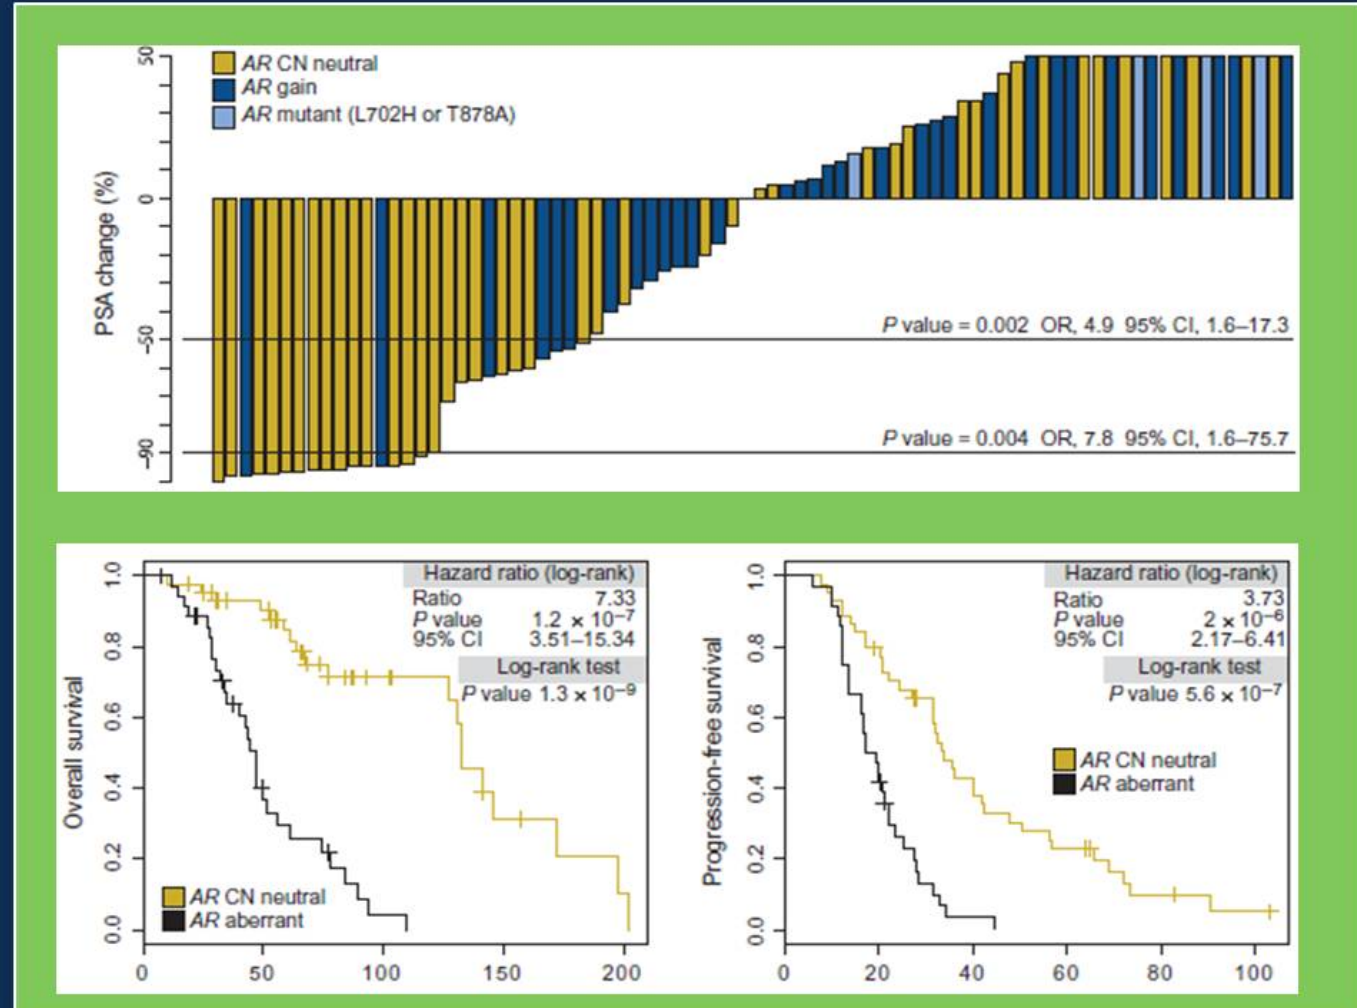 50
AR CN neutral
AR gain
AR mutant (L702H or T878A)
PSA change (%)
0
P value = 0.002 OR, 4.9 95% CI, 1.6–17.3
–50
P value = 0.004 OR, 7.8 95% CI, 1.6–75.7
–90
Hazard ratio (log-rank)
Ratio 7.33
P value 1.2 × 10–7
95% CI 3.51–15.34
Log-rank test
P value 1.3 × 10–9
Overall survival
1.0
0.8
0.6
0.4
0.2
0.0
AR CN neutral
AR aberrant
0 50 100 150 200
Hazard ratio (log-rank)
Ratio 3.73
P value 2 × 10–6
95% CI 2.17–6.41
Log-rank test
P value 5.6 × 10–7
Progression-free survival
1.0
0.8
0.6
0.4
0.2
0.0
AR CN neutral
AR aberrant
0 20 40 60 80 100